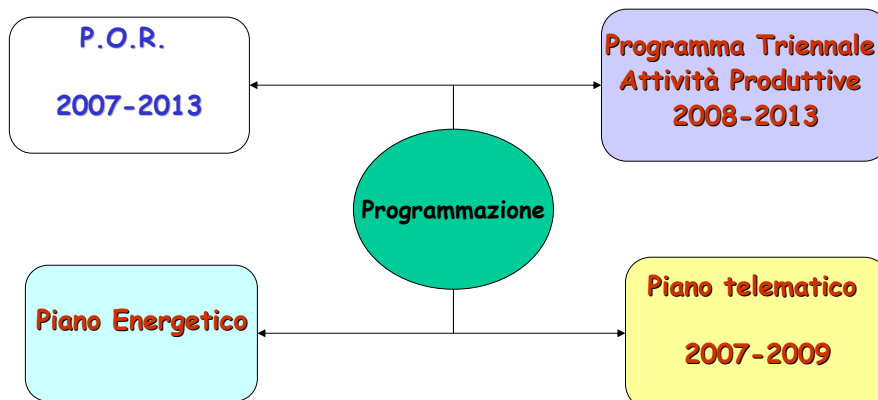 P.O.R.
2007-2013
Programma Triennale
Attività Produttive
2008-2013
Programmazione
Piano Energetico
Piano telematico
2007-2009